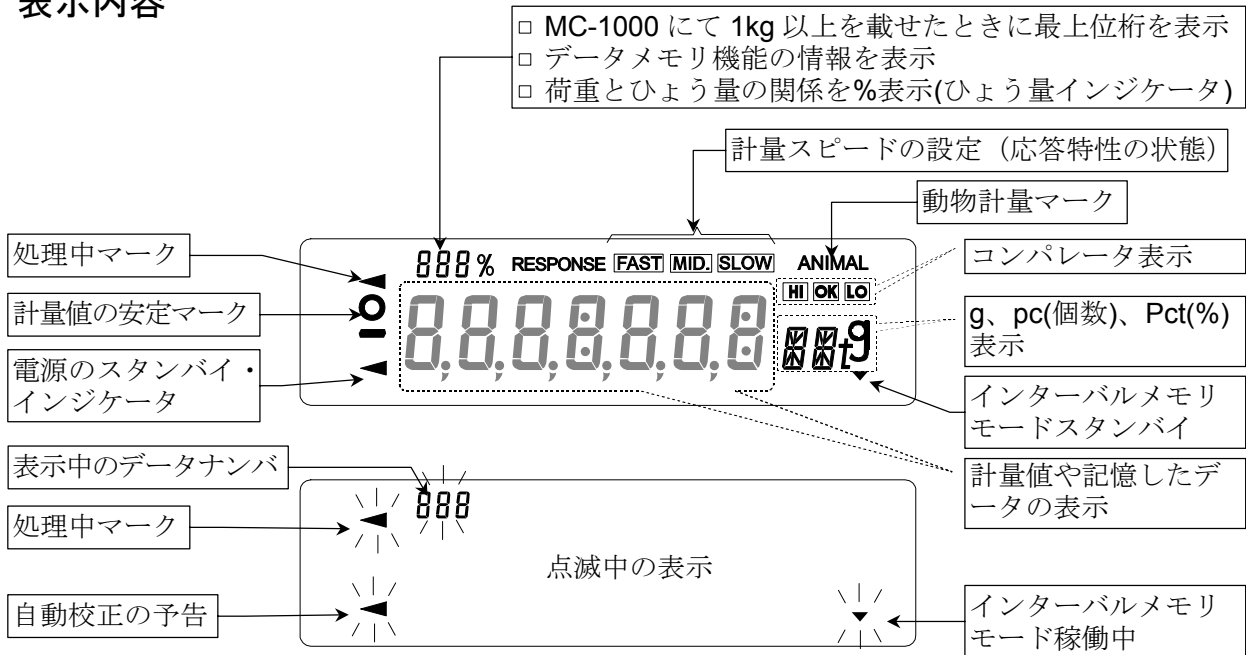 表示内容
□ MC-1000 にて 1kg 以上を載せたときに最上位桁を表示
□ データメモリ機能の情報を表示
□ 荷重とひょう量の関係を%表示(ひょう量インジケータ)
計量スピードの設定（応答特性の状態）
動物計量マーク
処理中マーク
計量値の安定マーク
電源のスタンバイ・
インジケータ
888% RESPONSE FAST MID. SLOW ANIMAL
HI OK LO
8,8,8,8,8,8,8
t g
コンパレータ表示
g、pc(個数)、Pct(%)
表示
インターバルメモリ
モードスタンバイ
計量値や記憶したデ
ータの表示
表示中のデータナンバ
処理中マーク
自動校正の予告
888
点滅中の表示
インターバルメモリ
モード稼働中